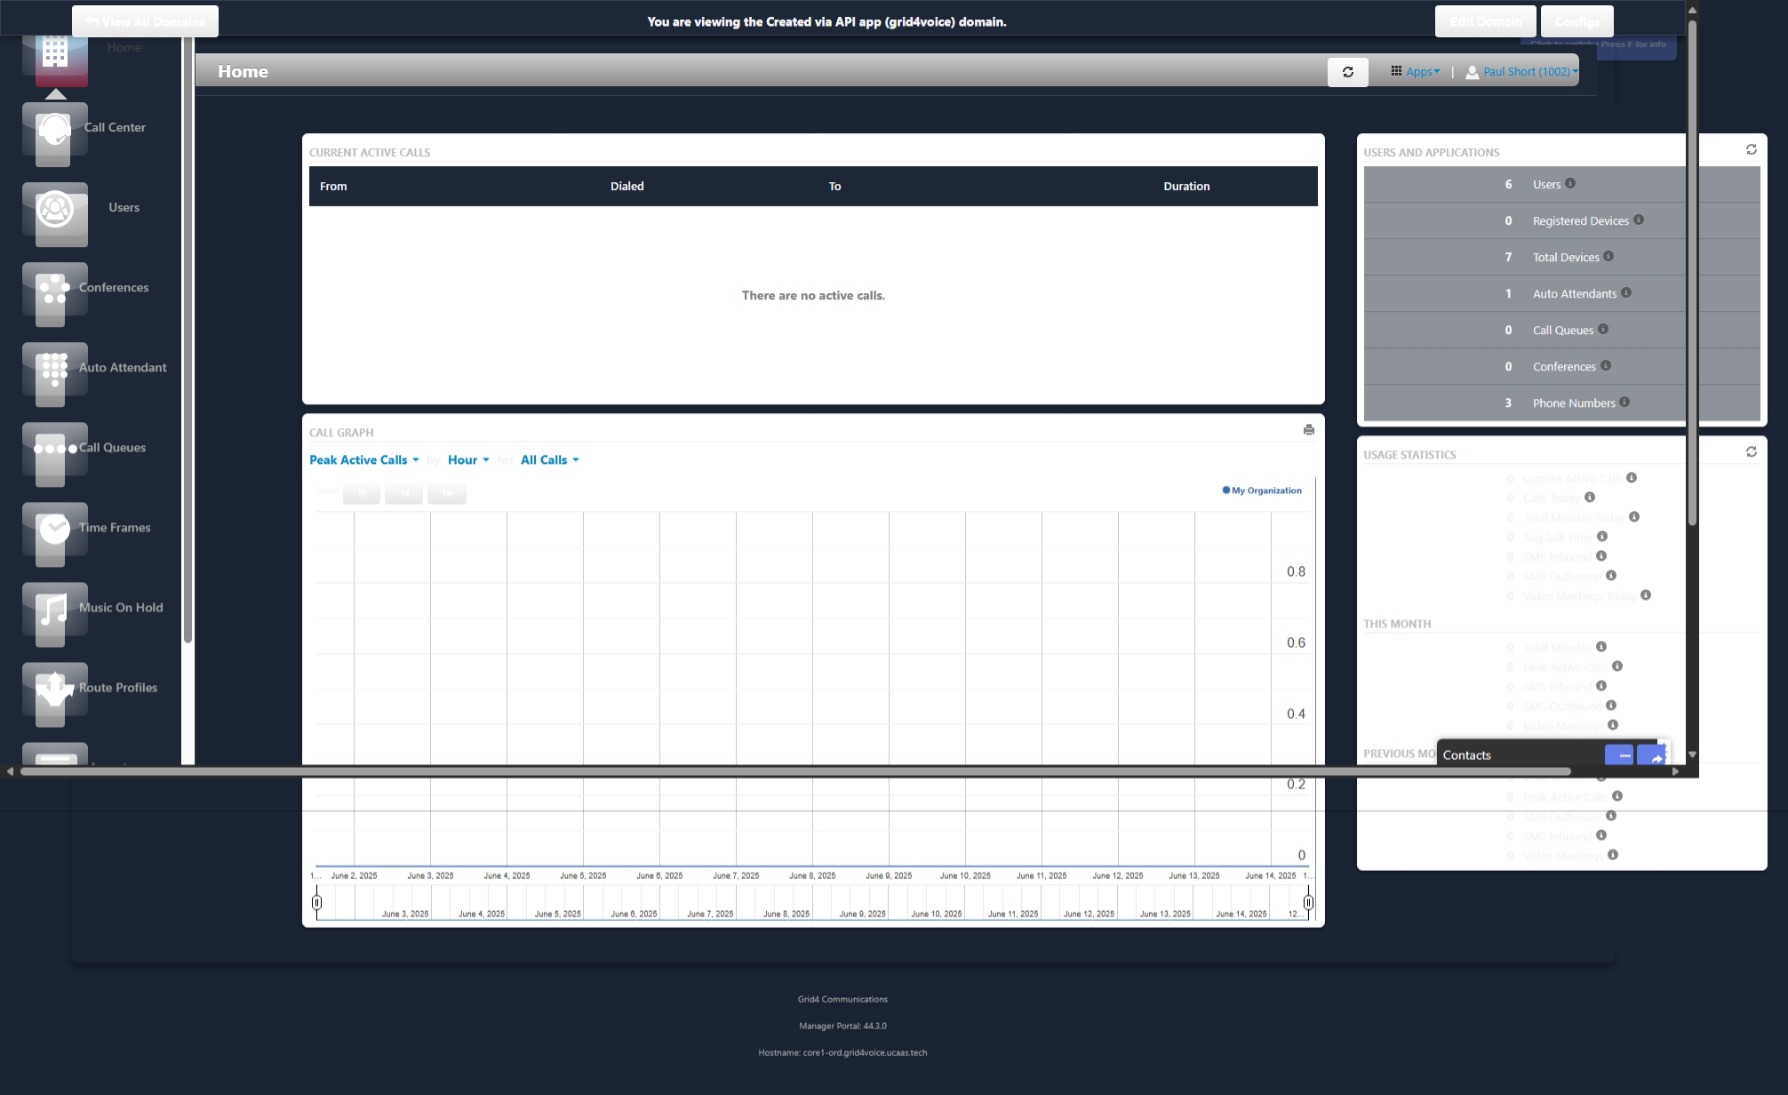 View All Domains
You are viewing the Created via API app (grid4voice) domain.
Edit Domain
Configs
Press F for info
Home
Home
Apps
|
Paul Short (1002)
Call Center
Users
Conferences
Auto Attendant
Call Queues
Time Frames
Music On Hold
Route Profiles
CURRENT ACTIVE CALLS
From Dialed To Duration
There are no active calls.
CALL GRAPH
Peak Active Calls by Hour for All Calls
Zoom
My Organization
0.8
0.6
0.4
0.2
0
1... June 2, 2025 June 3, 2025 June 4, 2025 June 5, 2025 June 6, 2025 June 7, 2025 June 8, 2025 June 9, 2025 June 10, 2025 June 11, 2025 June 12, 2025 June 13, 2025 June 14, 2025 1...
June 3, 2025 June 4, 2025 June 5, 2025 June 6, 2025 June 7, 2025 June 8, 2025 June 9, 2025 June 10, 2025 June 11, 2025 June 12, 2025 June 13, 2025 June 14, 2025 12...
USERS AND APPLICATIONS
6 Users
0 Registered Devices
7 Total Devices
1 Auto Attendants
0 Call Queues
0 Conferences
3 Phone Numbers
USAGE STATISTICS
0 Current Active Calls
0 Calls Today
0 Total Minutes Today
0 Avg Talk Time
0 SMS Inbound
0 SMS Outbound
0 Video Meetings Today
THIS MONTH
0 Total Minutes
0 Peak Active Calls
0 SMS Inbound
0 SMS Outbound
0 Video Meetings
PREVIOUS MO
Contacts
0 Peak Active Calls
0 SMS Outbound
0 SMS Inbound
0 Video Meetings
Grid4 Communications
Manager Portal: 44.3.0
Hostname: core1-ord.grid4voice.ucaas.tech